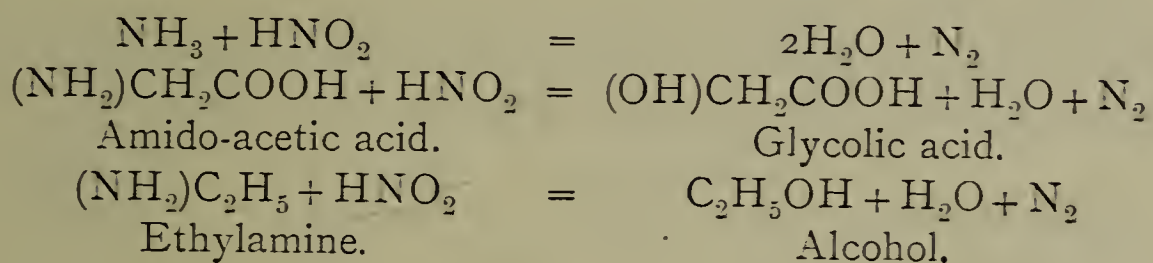 NH₃ + HNO₂ = 2H₂O + N₂
(NH₂)CH₂COOH + HNO₂ = (OH)CH₂COOH + H₂O + N₂
Amido-acetic acid. Glycolic acid.
(NH₂)C₂H₅ + HNO₂ = C₂H₅OH + H₂O + N₂
Ethylamine. Alcohol.